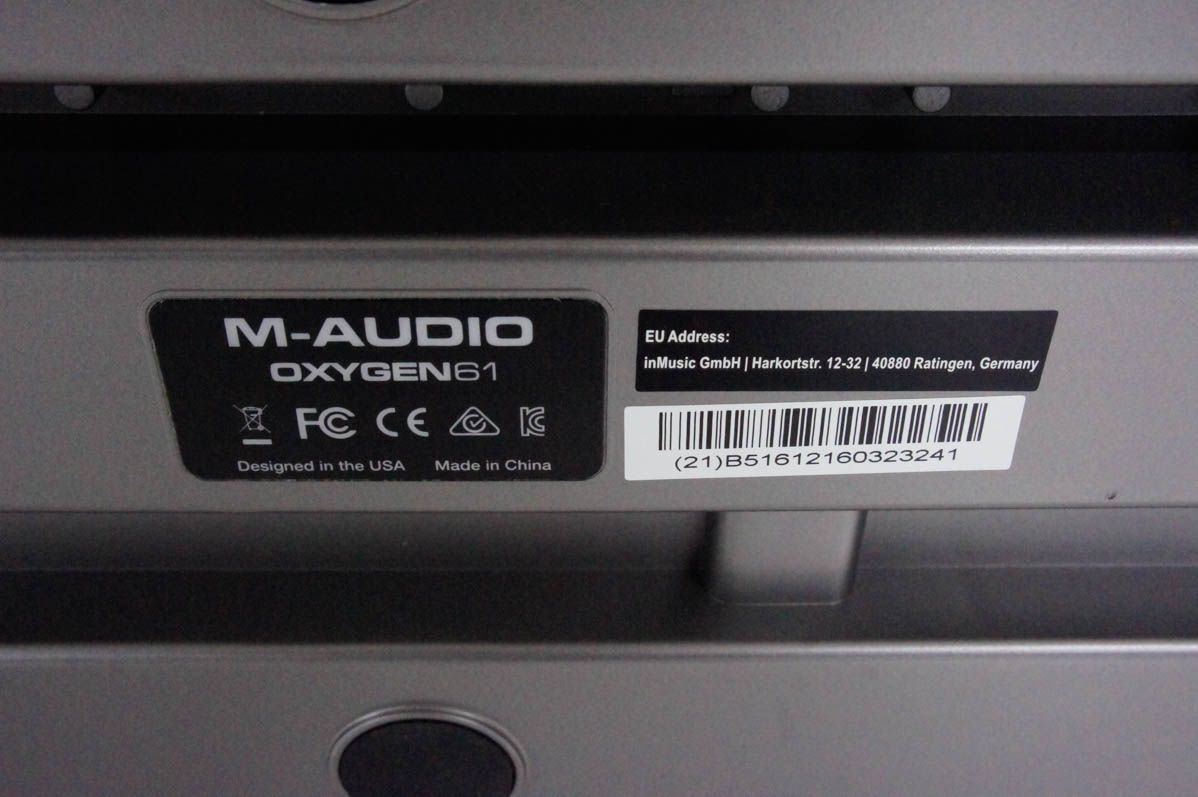 M-AUDIO
OXYGEN61
FC CE
Designed in the USA Made in China
EU Address:
inMusic GmbH | Harkortstr. 12-32 | 40880 Ratingen, Germany
(21)B51612160323241